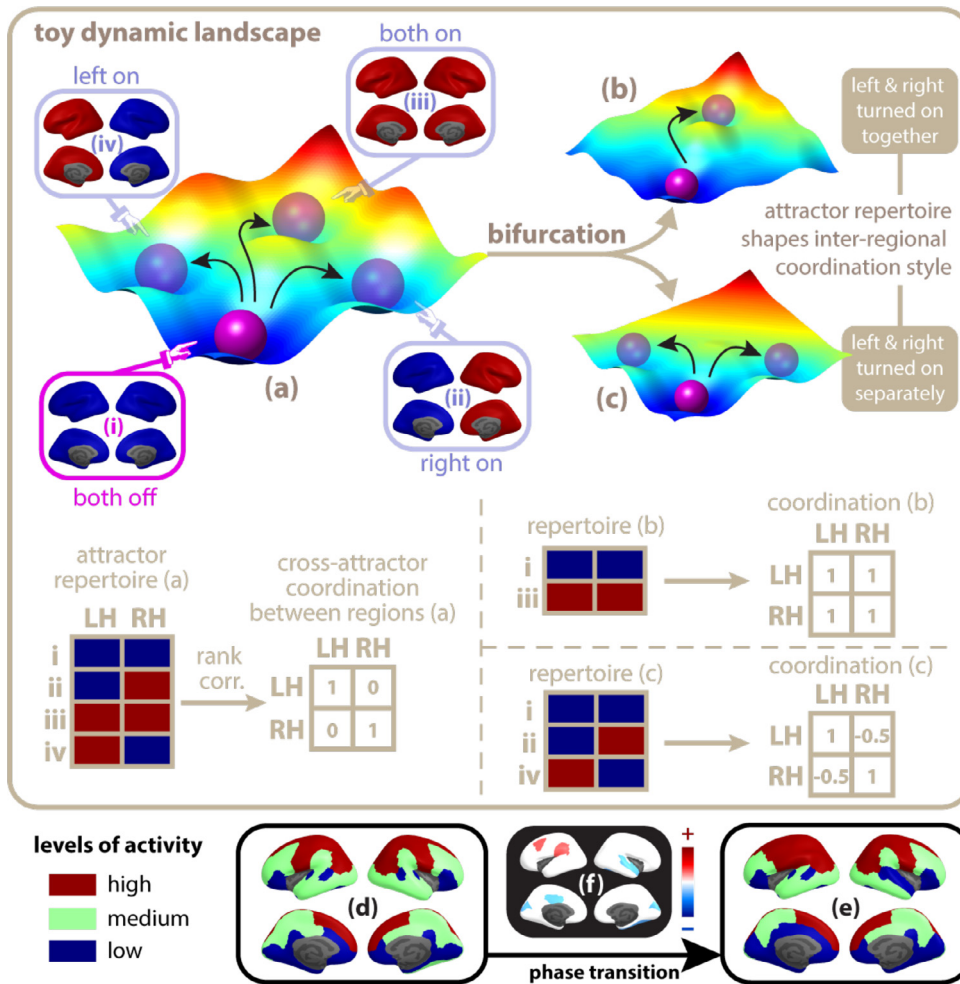 toy dynamic landscape
left on
(iv)
both on
(iii)
(a)
(i)
both off
(ii)
right on
bifurcation
(b)
(c)
left & right
turned on
together
attractor repertoire
shapes inter-regional
coordination style
left & right
turned on
separately
attractor
repertoire (a)
LH RH
i
ii
iii
iv
rank
corr.
cross-attractor
coordination
between regions (a)
LH RH
LH 1 0
RH 0 1
repertoire (b)
i
iii
coordination (b)
LH RH
LH 1 1
RH 1 1
repertoire (c)
i
ii
iv
coordination (c)
LH RH
LH 1 -0.5
RH -0.5 1
levels of activity
high
medium
low
(d)
(f)
+
–
phase transition
(e)